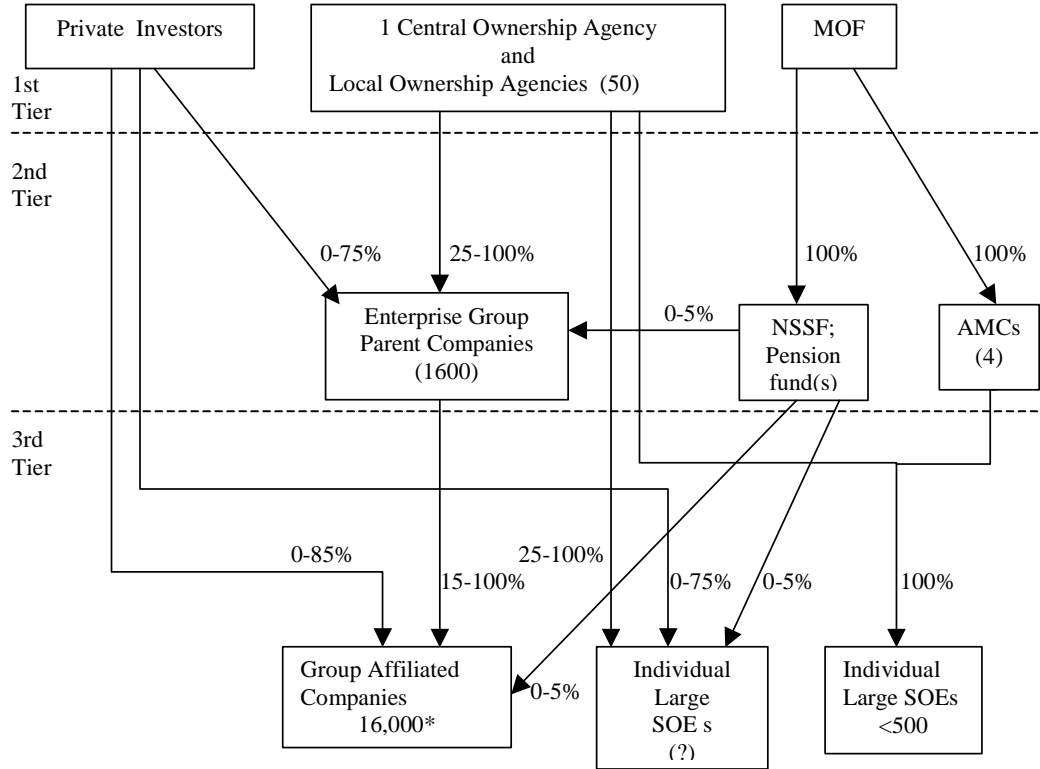 Private Investors
1 Central Ownership Agency
and
Local Ownership Agencies (50)
MOF
1st
Tier
2nd
Tier
0-75%
25-100%
100%
100%
Enterprise Group
Parent Companies
(1600)
0-5%
NSSF;
Pension
fund(s)
AMCs
(4)
3rd
Tier
0-85%
15-100%
25-100%
0-75%
0-5%
100%
Group Affiliated
Companies
16,000*
0-5%
Individual
Large
SOE s
(?)
Individual
Large SOEs
<500